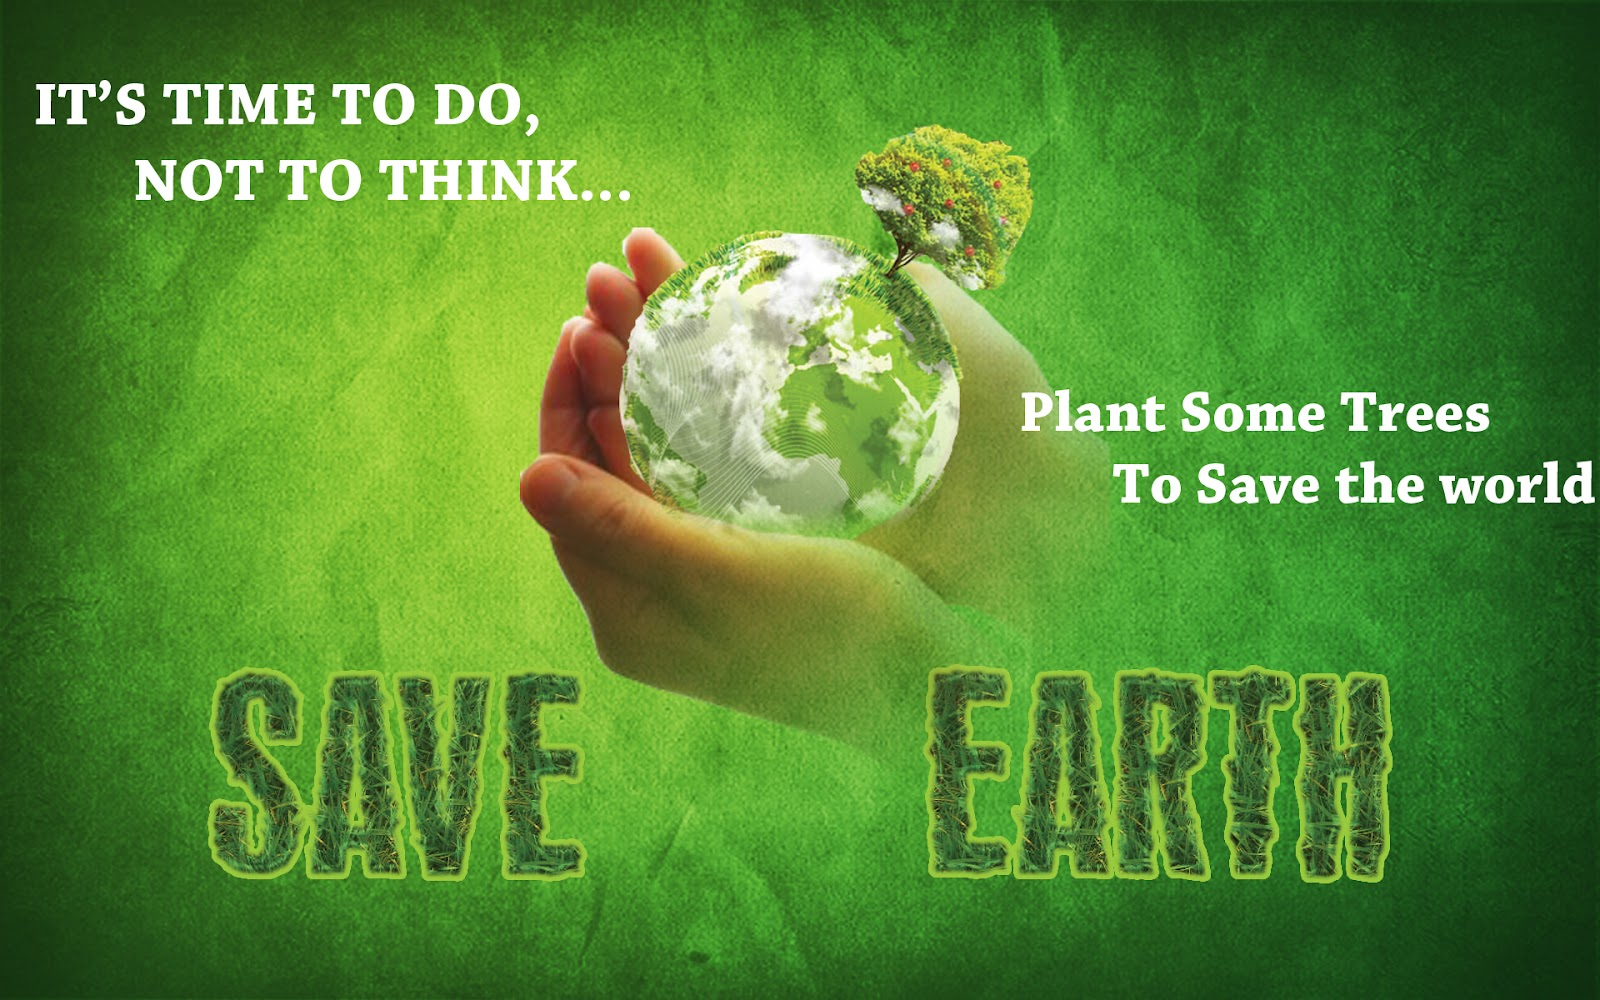 IT’S TIME TO DO,
NOT TO THINK...
Plant Some Trees
To Save the world
SAVE EARTH